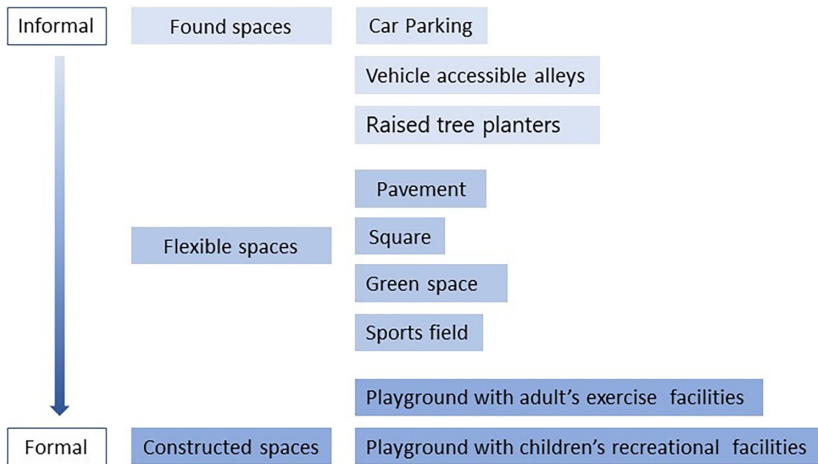 Informal
Found spaces
Car Parking
Vehicle accessible alleys
Raised tree planters
Pavement
Flexible spaces
Square
Green space
Sports field
Playground with adult's exercise facilities
Formal
Constructed spaces
Playground with children's recreational facilities